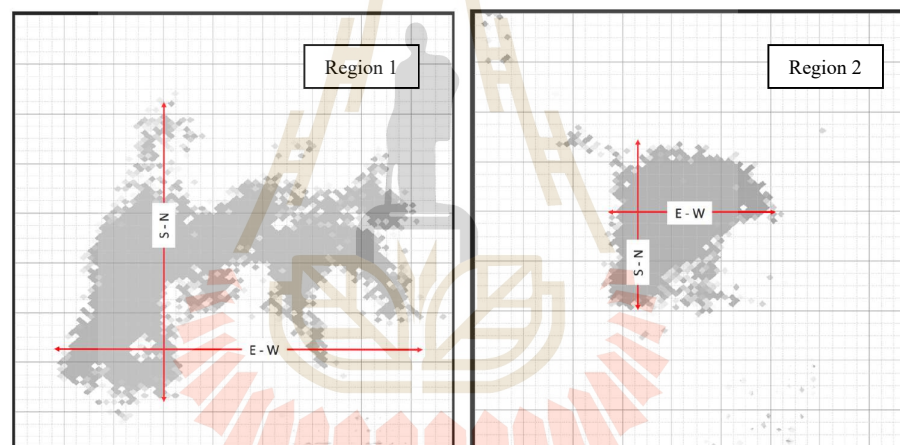 Region 1
S - N
E - W
Region 2
E - W
S - N